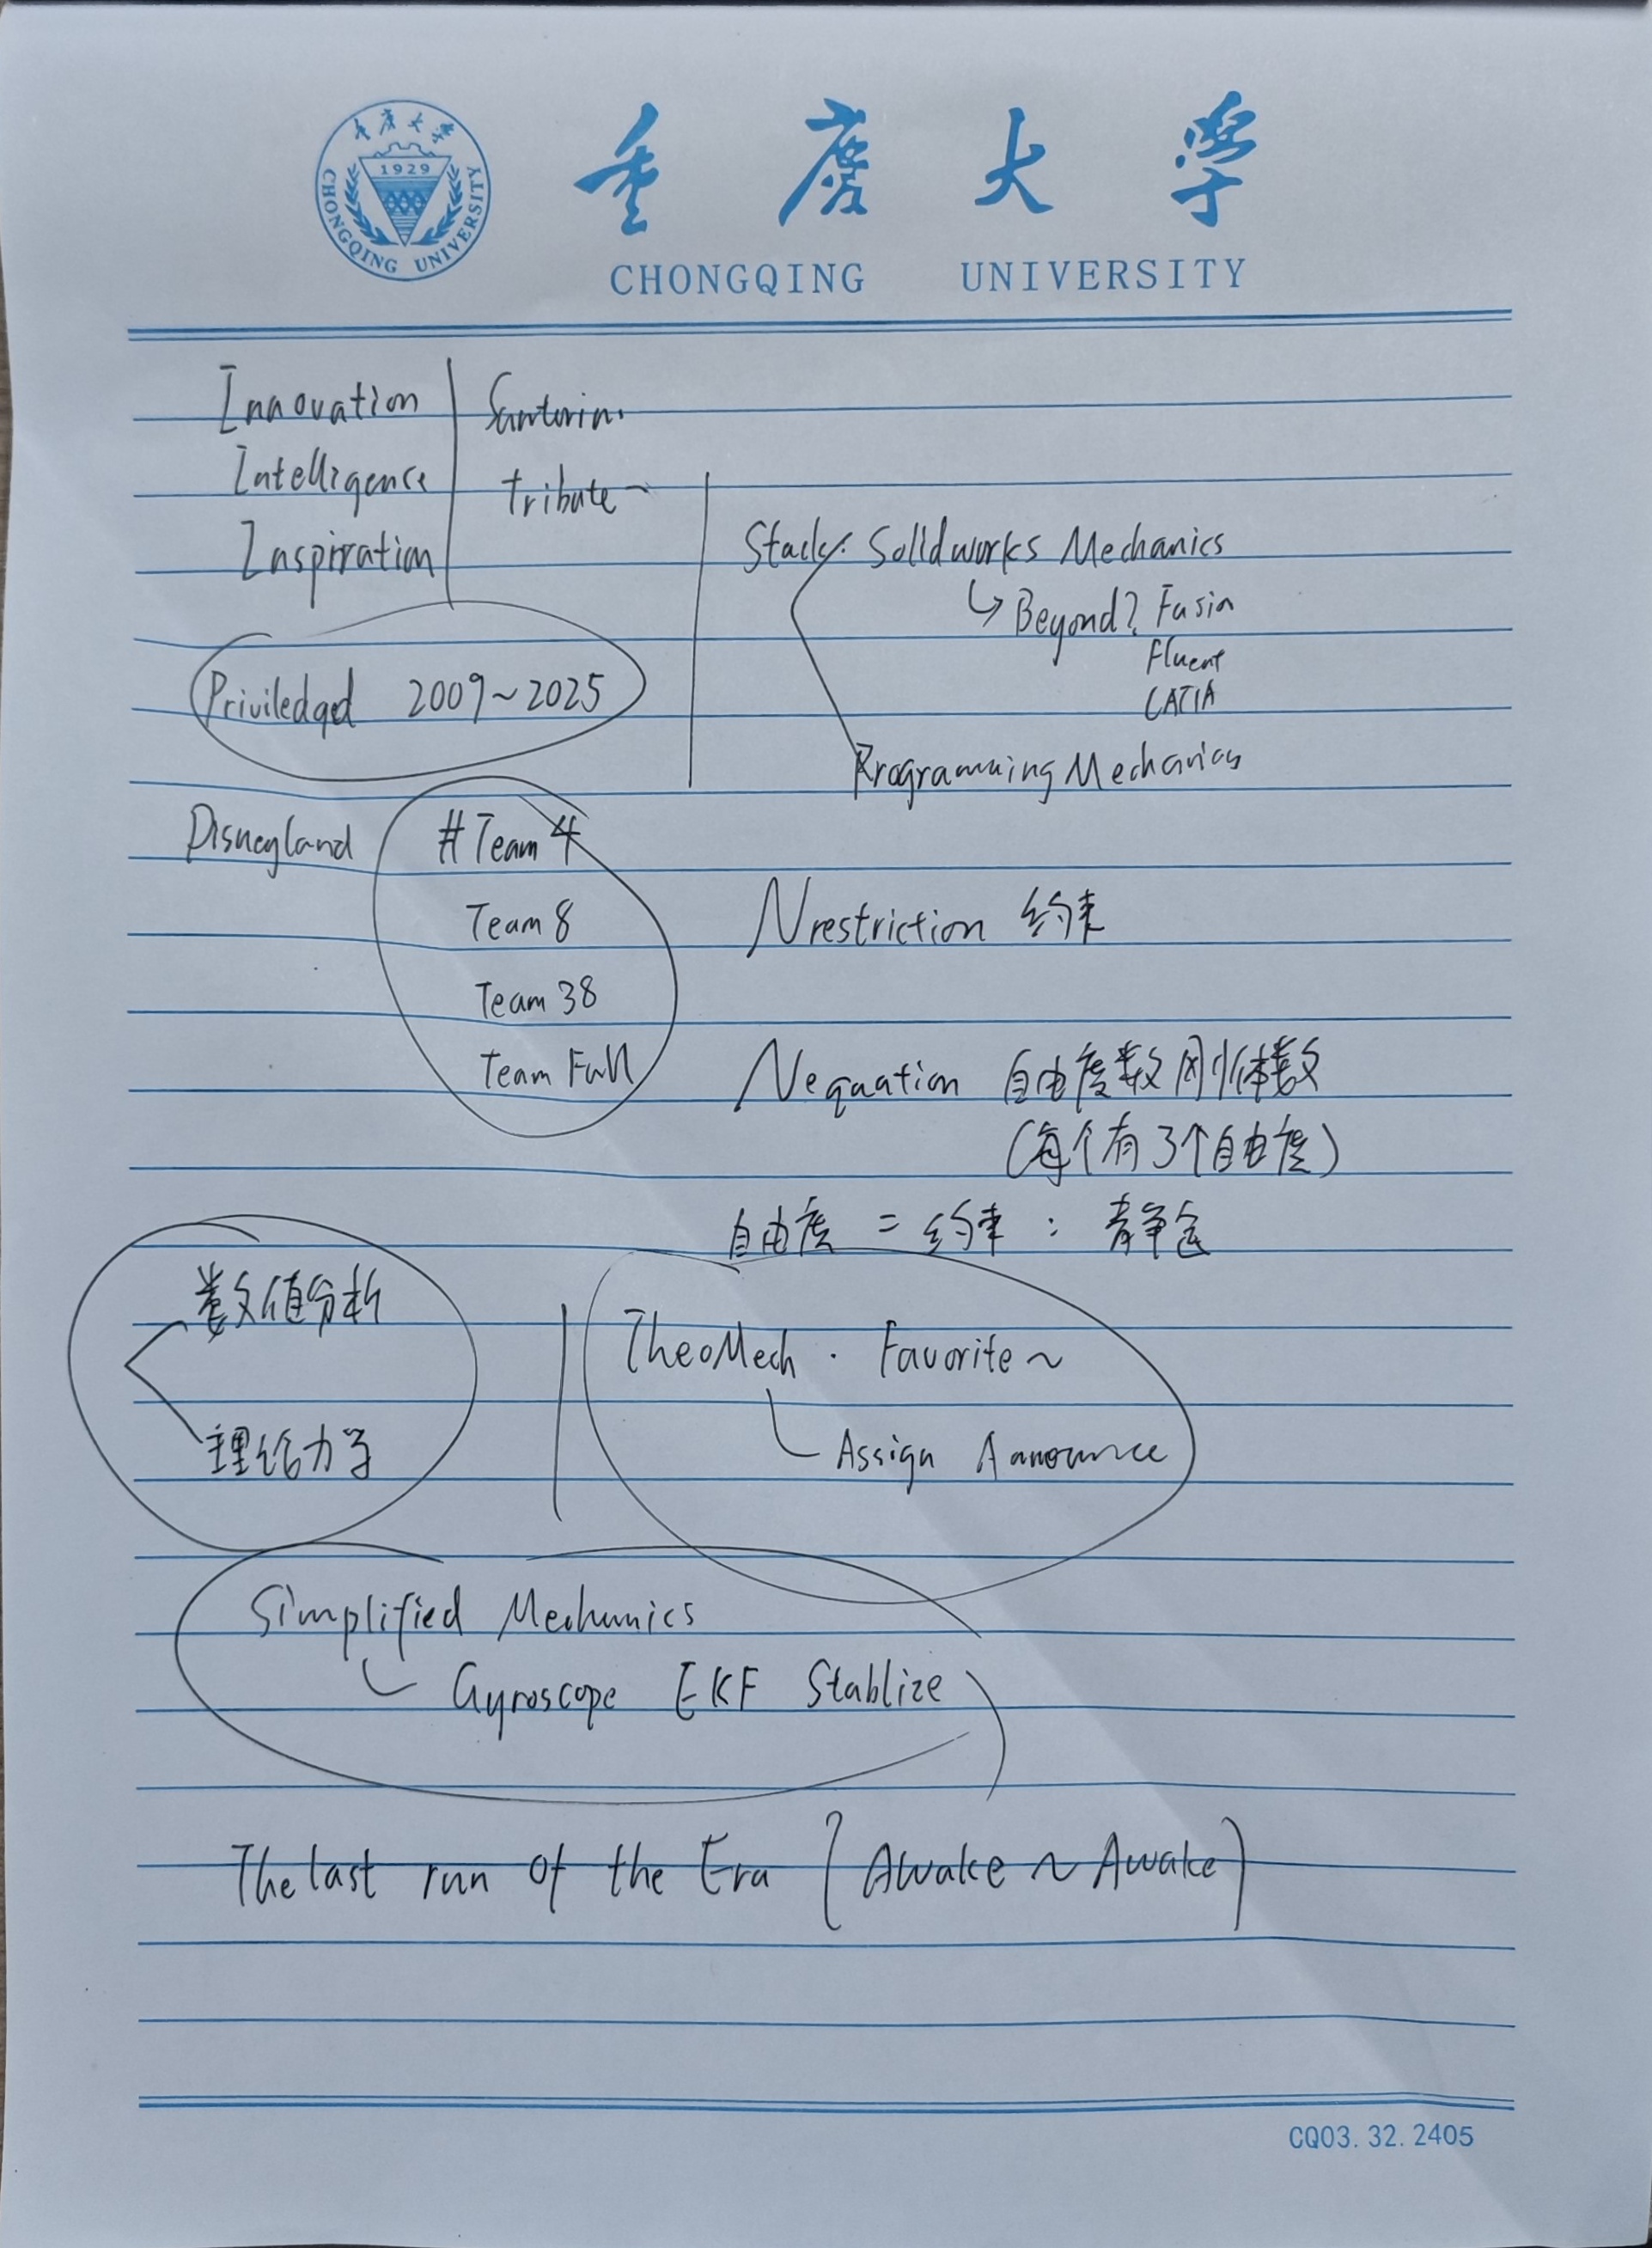 重庆大学
1929
CHONGQING UNIVERSITY
重庆大学
CHONGQING UNIVERSITY
Innovation
Intelligence
Inspiration
Santorini
tribute~
Stack: Solidworks Mechanics
↳ Beyond? Fusion
Fluent
CATIA
Programming Mechanics
Priviledged 2009~2025
Disneyland
#Team 4
Team 8
Team 38
Team Full
Nrestriction 约束
Nequation 自由度数 刚体数
(每个有3个自由度)
自由度 = 约束 : 静定
数值分析
理论力学
TheoMech · Favorite~
Assign Announce
Simplified Mechanics
Gyroscope EKF Stablize
The last run of the Era (Awake ~ Awake)
CQ03.32.2405